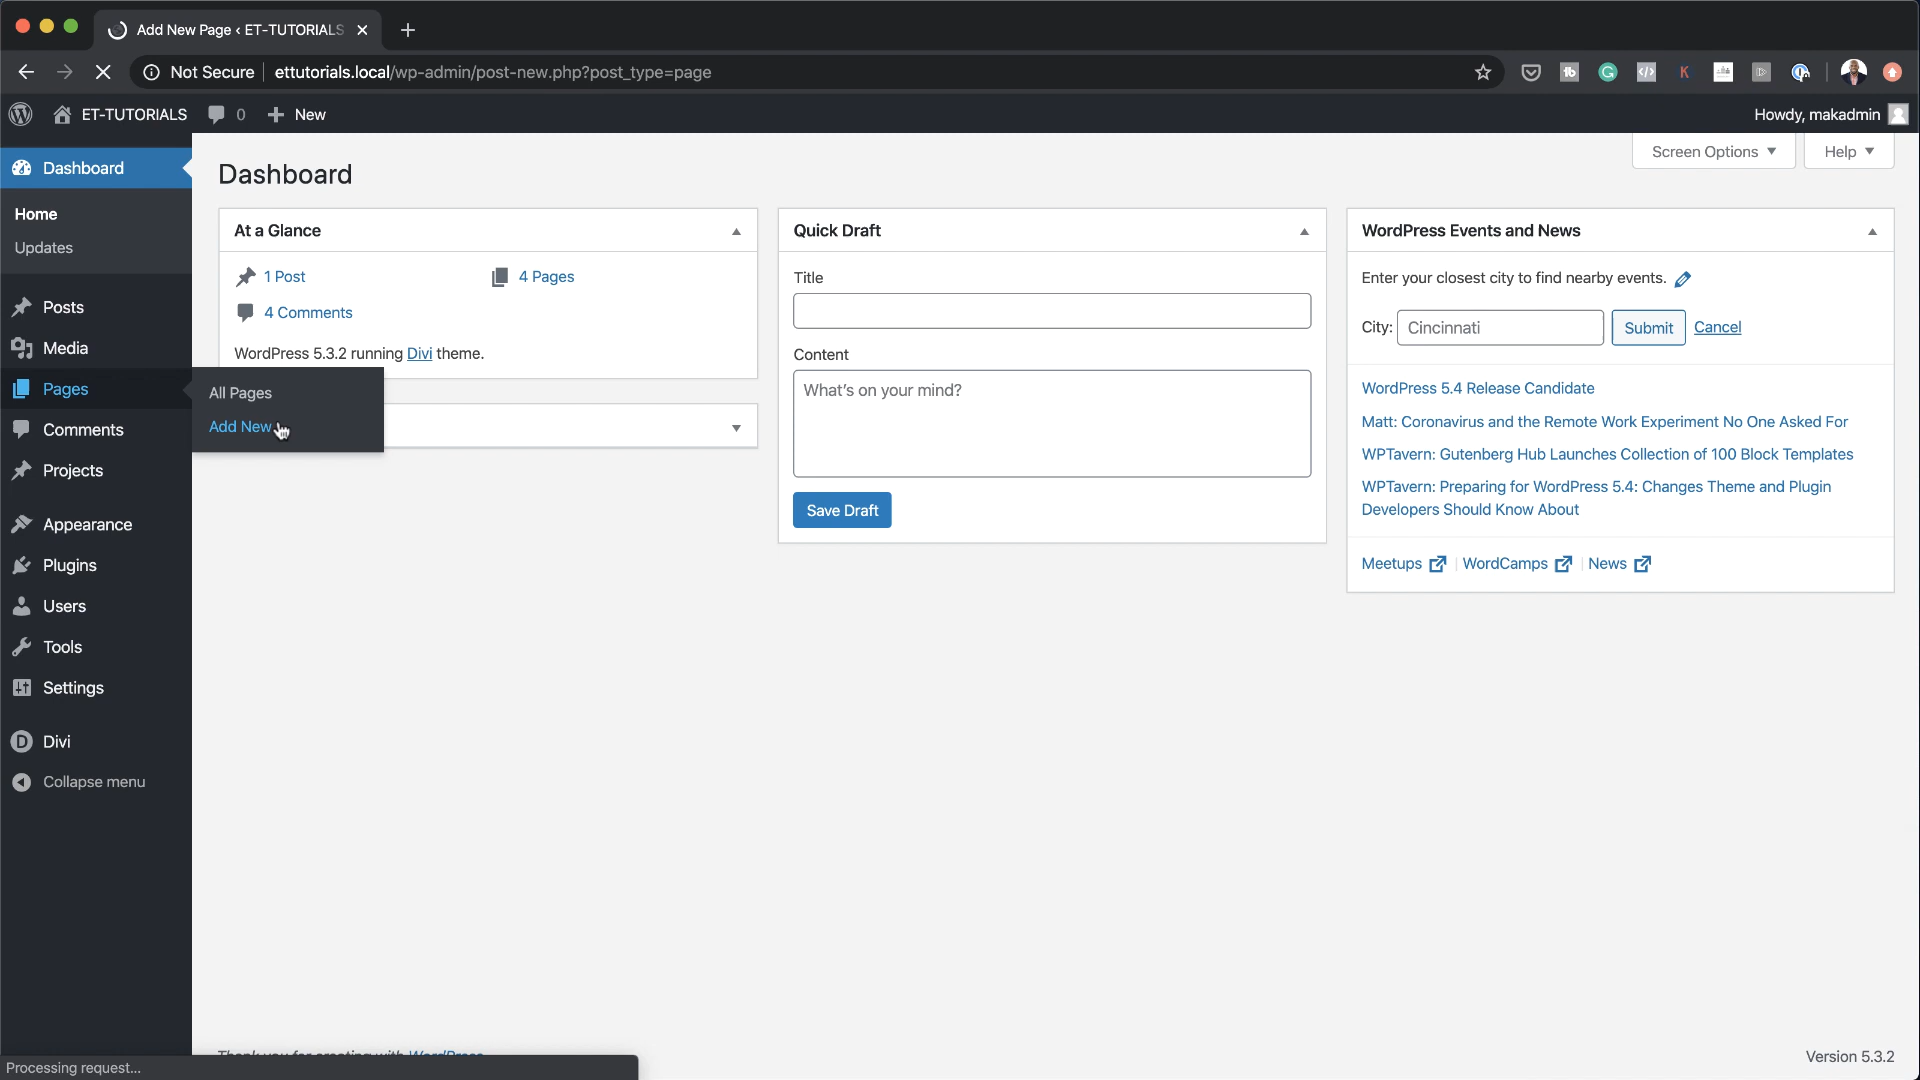 Add New Page ‹ ET-TUTORIALS
Not Secure
ettutorials.local/wp-admin/post-new.php?post_type=page
ET-TUTORIALS
0
New
Howdy, makadmin
Dashboard
Home
Updates
Posts
Media
Pages
Comments
Projects
Appearance
Plugins
Users
Tools
Settings
Divi
Collapse menu
All Pages
Add New
Dashboard
Screen Options
Help
At a Glance
1 Post
4 Pages
4 Comments
WordPress 5.3.2 running Divi theme.
Quick Draft
Title
Content
What's on your mind?
Save Draft
WordPress Events and News
Enter your closest city to find nearby events.
City:
Cincinnati
Submit
Cancel
WordPress 5.4 Release Candidate
Matt: Coronavirus and the Remote Work Experiment No One Asked For
WPTavern: Gutenberg Hub Launches Collection of 100 Block Templates
WPTavern: Preparing for WordPress 5.4: Changes Theme and Plugin
Developers Should Know About
Meetups
WordCamps
News
Thank you for creating with WordPress
Version 5.3.2
Processing request...